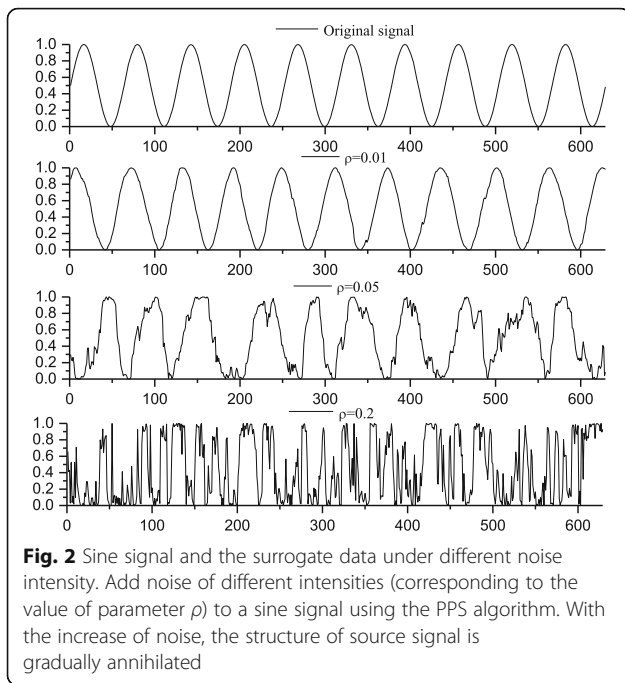 Original signal
1.0
0.8
0.6
0.4
0.2
0.0
0 100 200 300 400 500 600
ρ=0.01
1.0
0.8
0.6
0.4
0.2
0.0
0 100 200 300 400 500 600
ρ=0.05
1.0
0.8
0.6
0.4
0.2
0.0
0 100 200 300 400 500 600
ρ=0.2
1.0
0.8
0.6
0.4
0.2
0.0
0 100 200 300 400 500 600
Fig. 2 Sine signal and the surrogate data under different noise
intensity. Add noise of different intensities (corresponding to the
value of parameter ρ) to a sine signal using the PPS algorithm. With
the increase of noise, the structure of source signal is
gradually annihilated